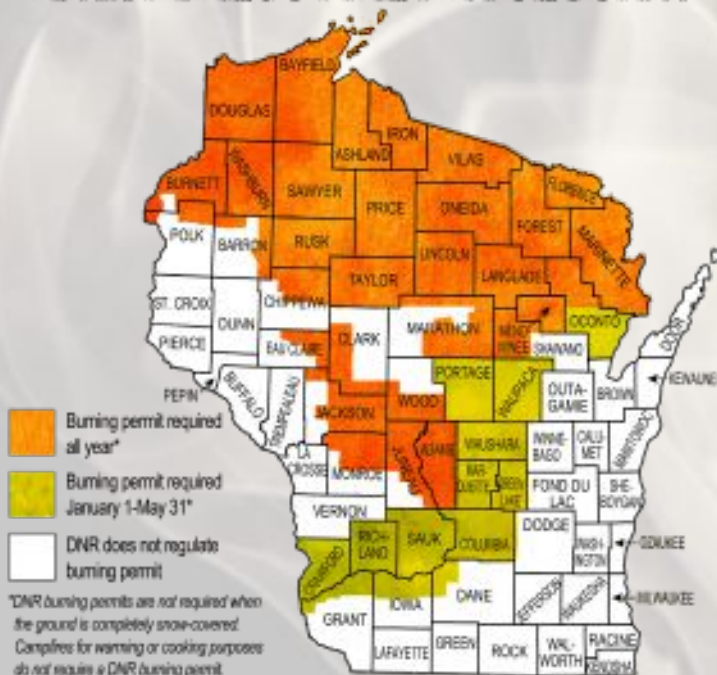 BAYFIELD
DOUGLAS
IRON
ASHLAND
VILAS
BURNETT
WASHBURN
SAWYER
FLORENCE
PRICE
ONEIDA
FOREST
MARINETTE
POLK
BARRON
RUSK
LINCOLN
TAYLOR
LANGLADE
ST. CROIX
CHIPPEWA
DUNN
OCONTO
CLARK
MARATHON
MENO-
MINEE
SHAWANO
DOOR
PIERCE
EAU CLAIRE
PORTAGE
WAUPACA
OUTA-
GAMIE
BROWN
PEPIN
BUFFALO
TREMPEALEAU
WOOD
JACKSON
LA
CROSSE
MONROE
JUNEAU
ADAMS
WAUSHARA
WINNE-
BAGO
CALU-
MET
MANITOWOC
MAR-
QUETTE
GREEN
LAKE
FOND DU
LAC
SHE-
BOYGAN
VERNON
DODGE
RICH-
LAND
SAUK
COLUMBIA
WASH-
INGTON
CRAWFORD
MILWAUKEE
GRANT
IOWA
DANE
JEFFERSON
WAUKESHA
LAFAYETTE
GREEN
ROCK
WAL-
WORTH
RACINE
KENOSHA
Burning permit required
all year*
Burning permit required
January 1-May 31*
DNR does not regulate
burning permit
*DNR burning permits are not required when
the ground is completely snow-covered.
Campfires for warming or cooking purposes
do not require a DNR burning permit.